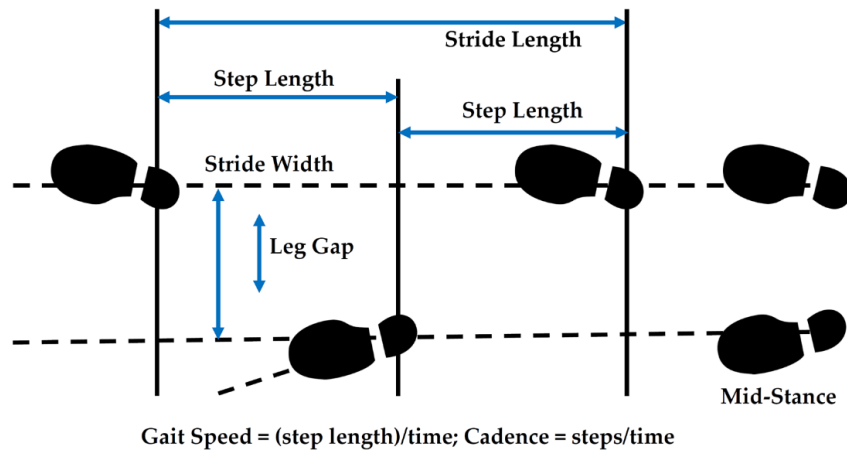 Stride Length
Step Length
Step Length
Stride Width
Leg Gap
Mid-Stance
Gait Speed = (step length)/time; Cadence = steps/time